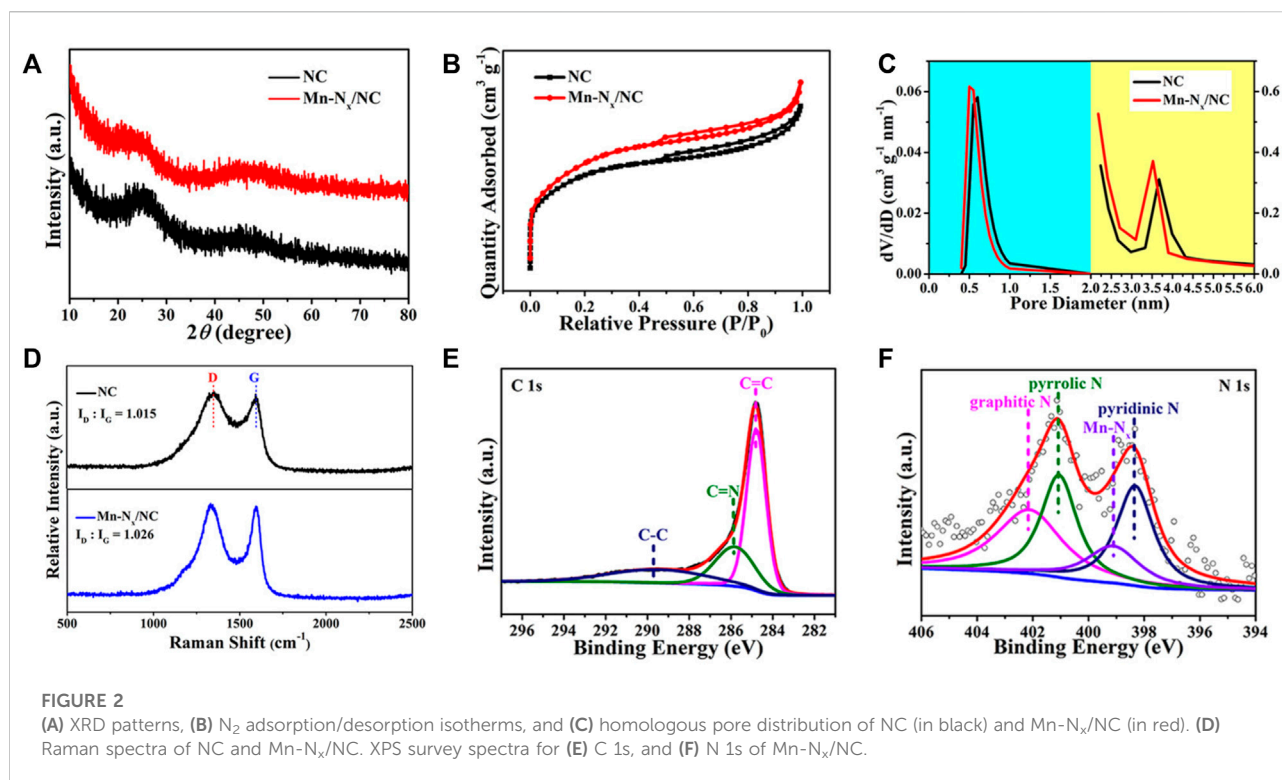 A
NC
Mn-Nx/NC
Intensity (a.u.)
10 20 30 40 50 60 70 80
2θ (degree)
B
NC
Mn-Nx/NC
Quantity Adsorbed (cm³ g⁻¹)
0.0 0.2 0.4 0.6 0.8 1.0
Relative Pressure (P/P₀)
C
NC
Mn-Nx/NC
dV/dD (cm³ g⁻¹ nm⁻¹)
0.06
0.04
0.02
0.00
0.6
0.4
0.2
0.0
0.0 0.5 1.0 1.5 2.0 2.5 3.0 3.5 4.0 4.5 5.0 5.5 6.0
Pore Diameter (nm)
D
D G
NC
I_D : I_G = 1.015
Mn-Nx/NC
I_D : I_G = 1.026
Relative Intensity (a.u.)
500 1000 1500 2000 2500
Raman Shift (cm⁻¹)
E
C 1s
C=C
C=N
C-C
Intensity (a.u.)
296 294 292 290 288 286 284 282
Binding Energy (eV)
F
N 1s
pyrrolic N
graphitic N
pyridinic N
Mn-Nx
Intensity (a.u.)
406 404 402 400 398 396 394
Binding Energy (eV)
FIGURE 2
(A) XRD patterns, (B) N₂ adsorption/desorption isotherms, and (C) homologous pore distribution of NC (in black) and Mn-Nx/NC (in red). (D)
Raman spectra of NC and Mn-Nx/NC. XPS survey spectra for (E) C 1s, and (F) N 1s of Mn-Nx/NC.